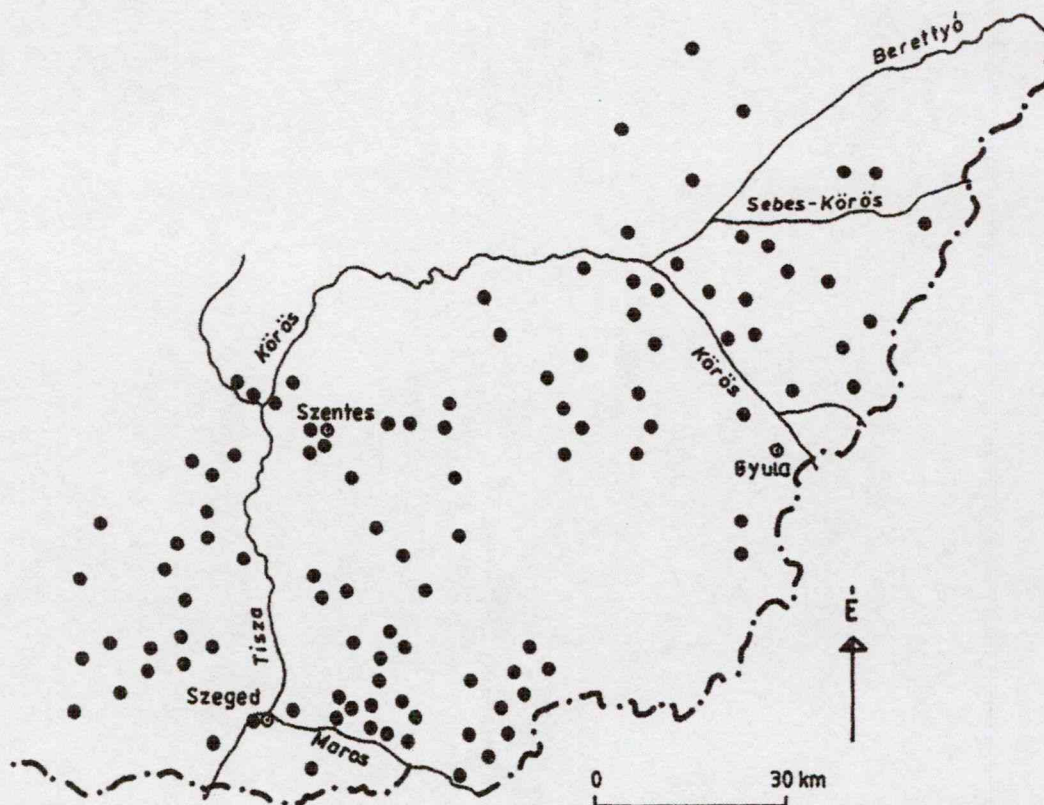 Berettyó
Sebes-Körös
Körös
Körös
Szentes
Gyula
É
Tisza
Szeged
Maros
0 30 km